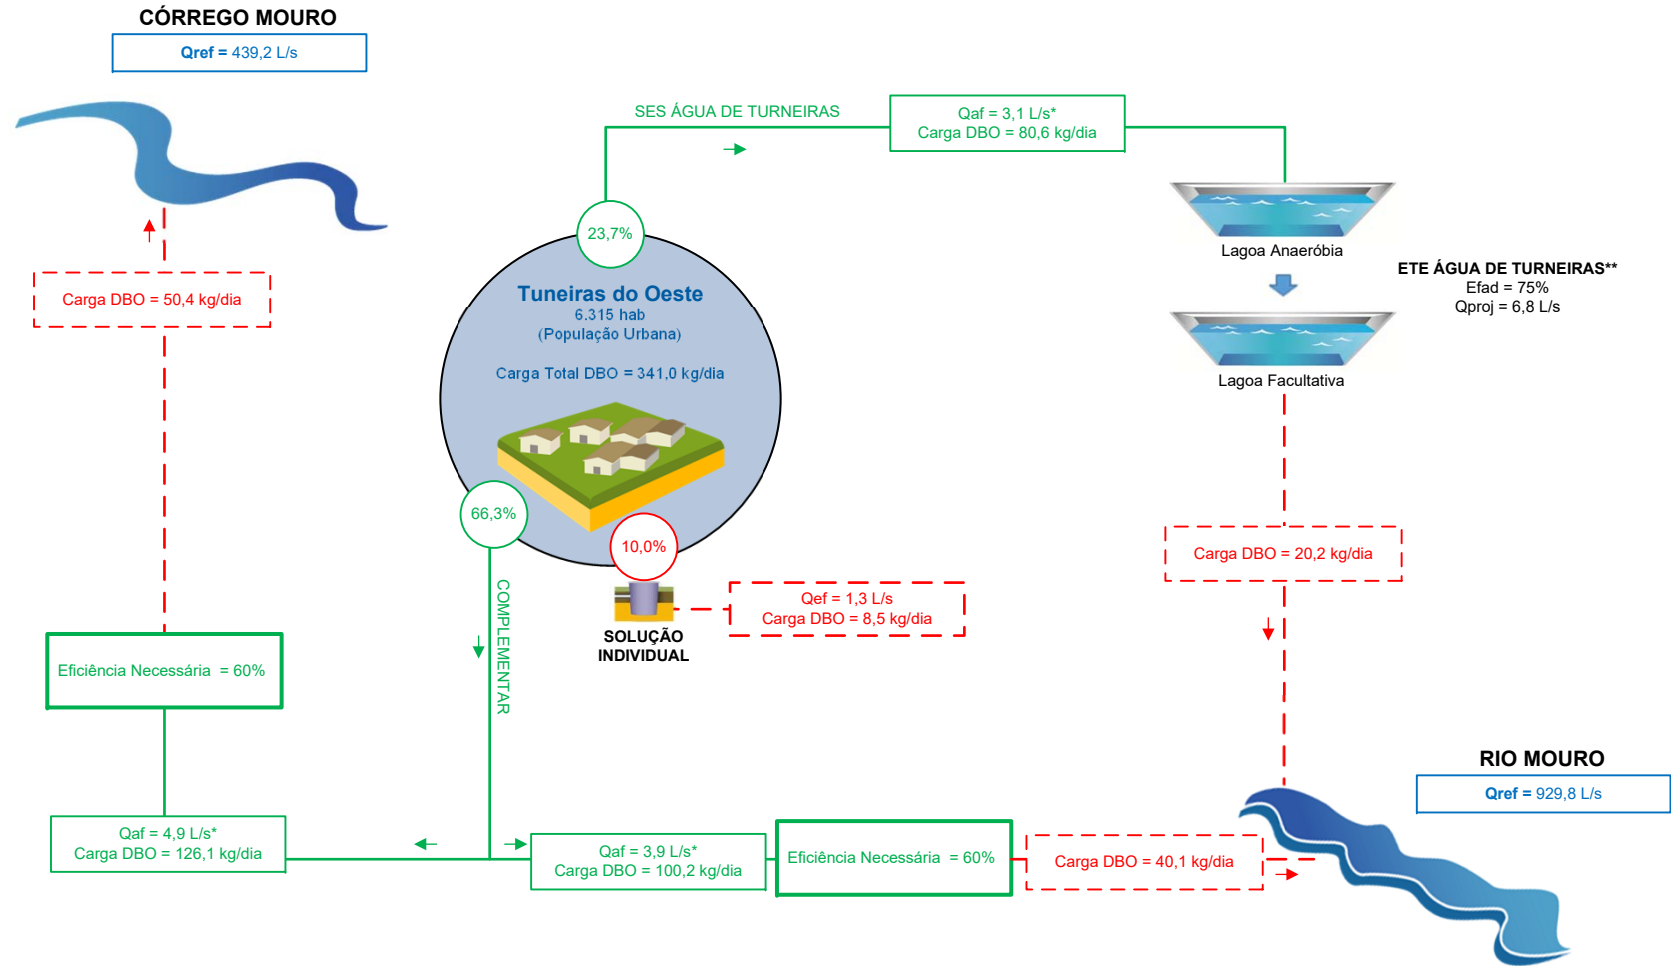 CÓRREGO MOURO
Qref = 439,2 L/s
SES ÁGUA DE TURNEIRAS
Qaf = 3,1 L/s*
Carga DBO = 80,6 kg/dia
23,7%
Lagoa Anaeróbia
ETE ÁGUA DE TURNEIRAS**
Efad = 75%
Qproj = 6,8 L/s
Lagoa Facultativa
Carga DBO = 50,4 kg/dia
Tuneiras do Oeste
6.315 hab
(População Urbana)
Carga Total DBO = 341,0 kg/dia
66,3%
10,0%
Carga DBO = 20,2 kg/dia
COMPLEMENTAR
Qef = 1,3 L/s
Carga DBO = 8,5 kg/dia
SOLUÇÃO
INDIVIDUAL
Eficiência Necessária = 60%
RIO MOURO
Qref = 929,8 L/s
Qaf = 4,9 L/s*
Carga DBO = 126,1 kg/dia
Qaf = 3,9 L/s*
Carga DBO = 100,2 kg/dia
Eficiência Necessária = 60%
Carga DBO = 40,1 kg/dia